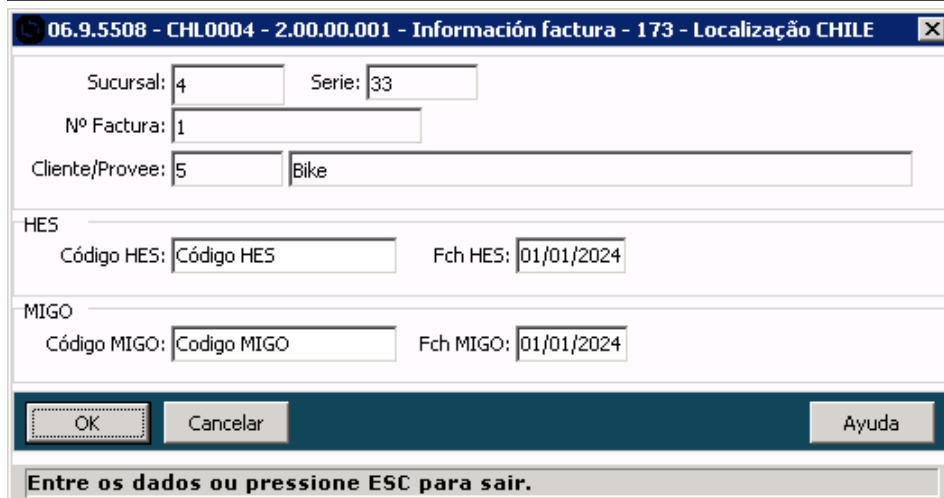 06.9.5508 - CHL0004 - 2.00.00.001 - Información factura - 173 - Localização CHILE
Sucursal: 4 Serie: 33
Nº Factura: 1
Cliente/Provee: 5 Bike
HES
Código HES: Código HES Fch HES: 01/01/2024
MIGO
Código MIGO: Codigo MIGO Fch MIGO: 01/01/2024
OK Cancelar Ayuda
Entre os dados ou pressione ESC para sair.